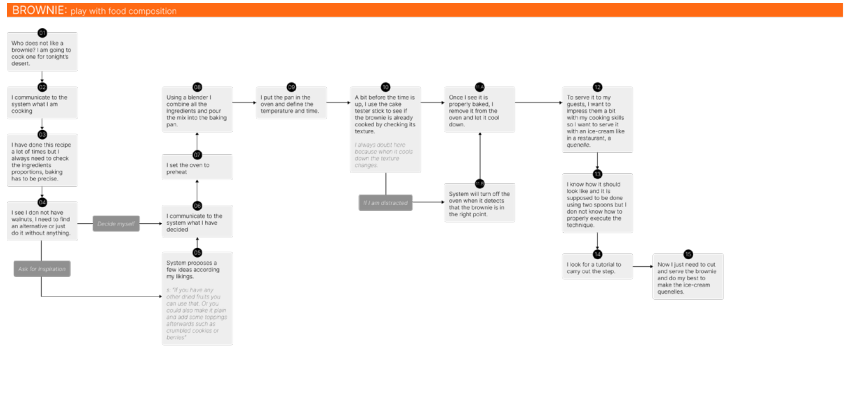 BROWNIE: play with food composition
01
Who does not like a
brownie? I am going to
cook one for tonight's
desert.
02
I communicate to the
system what I am
cooking
03
I have done this recipe
a lot of times but I
always need to check
the ingredients
proportions, baking
has to be precise.
04
I see I don not have
walnuts, I need to find
an alternative or just
do it without anything.
Decide myself
Ask for inspiration
05
System proposes a
few ideas according
my likings.
s: "If you have any
other dried fruits you
can use that. Or you
could also make it plain
and add some toppings
afterwards such as
crumbled cookies or
berries"
06
I communicate to the
system what I have
decided
07
I set the oven to
preheat
08
Using a blender I
combine all the
ingredients and pour
the mix into the baking
pan.
09
I put the pan in the
oven and define the
temperature and time.
10
A bit before the time is
up, I use the cake
tester stick to see if
the brownie is already
cooked by checking its
texture.
I always doubt here
because when it cools
down the texture
changes.
If I am distracted
11.A
Once I see it is
properly baked, I
remove it from the
oven and let it cool
down.
11.B
System will turn off the
oven when it detects
that the brownie is in
the right point.
12
To serve it to my
guests, I want to
impress them a bit
with my cooking skills
so I want to serve it
with an ice-cream like
in a restaurant, a
quenelle.
13
I know how it should
look like and it is
supposed to be done
using two spoons but I
don not know how to
properly execute the
technique.
14
I look for a tutorial to
carry out the step.
15
Now I just need to cut
and serve the brownie
and do my best to
make the ice-cream
quenelles.